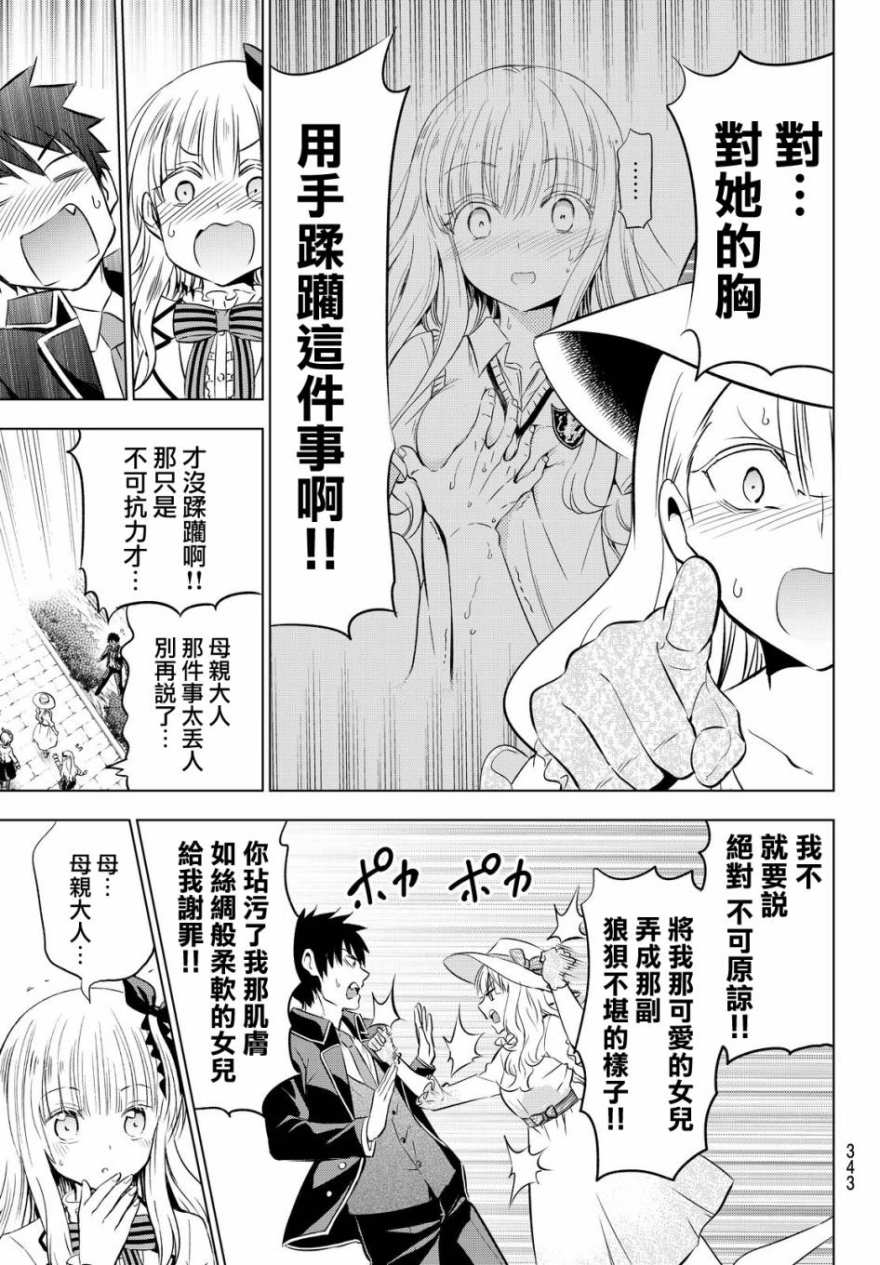 對…
對她的胸
……
用手蹂躪這件事啊!!
才沒蹂躪啊!!
那只是
不可抗力才…
母親大人
那件事太丟人
別再說了…
我不
就要說
絕對 不可原諒!!
將我那可愛的女兒
弄成那副
狼狽不堪的樣子!!
ポカ
ポカ
你玷污了我那肌膚
如絲綢般柔軟的女兒
給我謝罪!!
母…
母親大人…
343